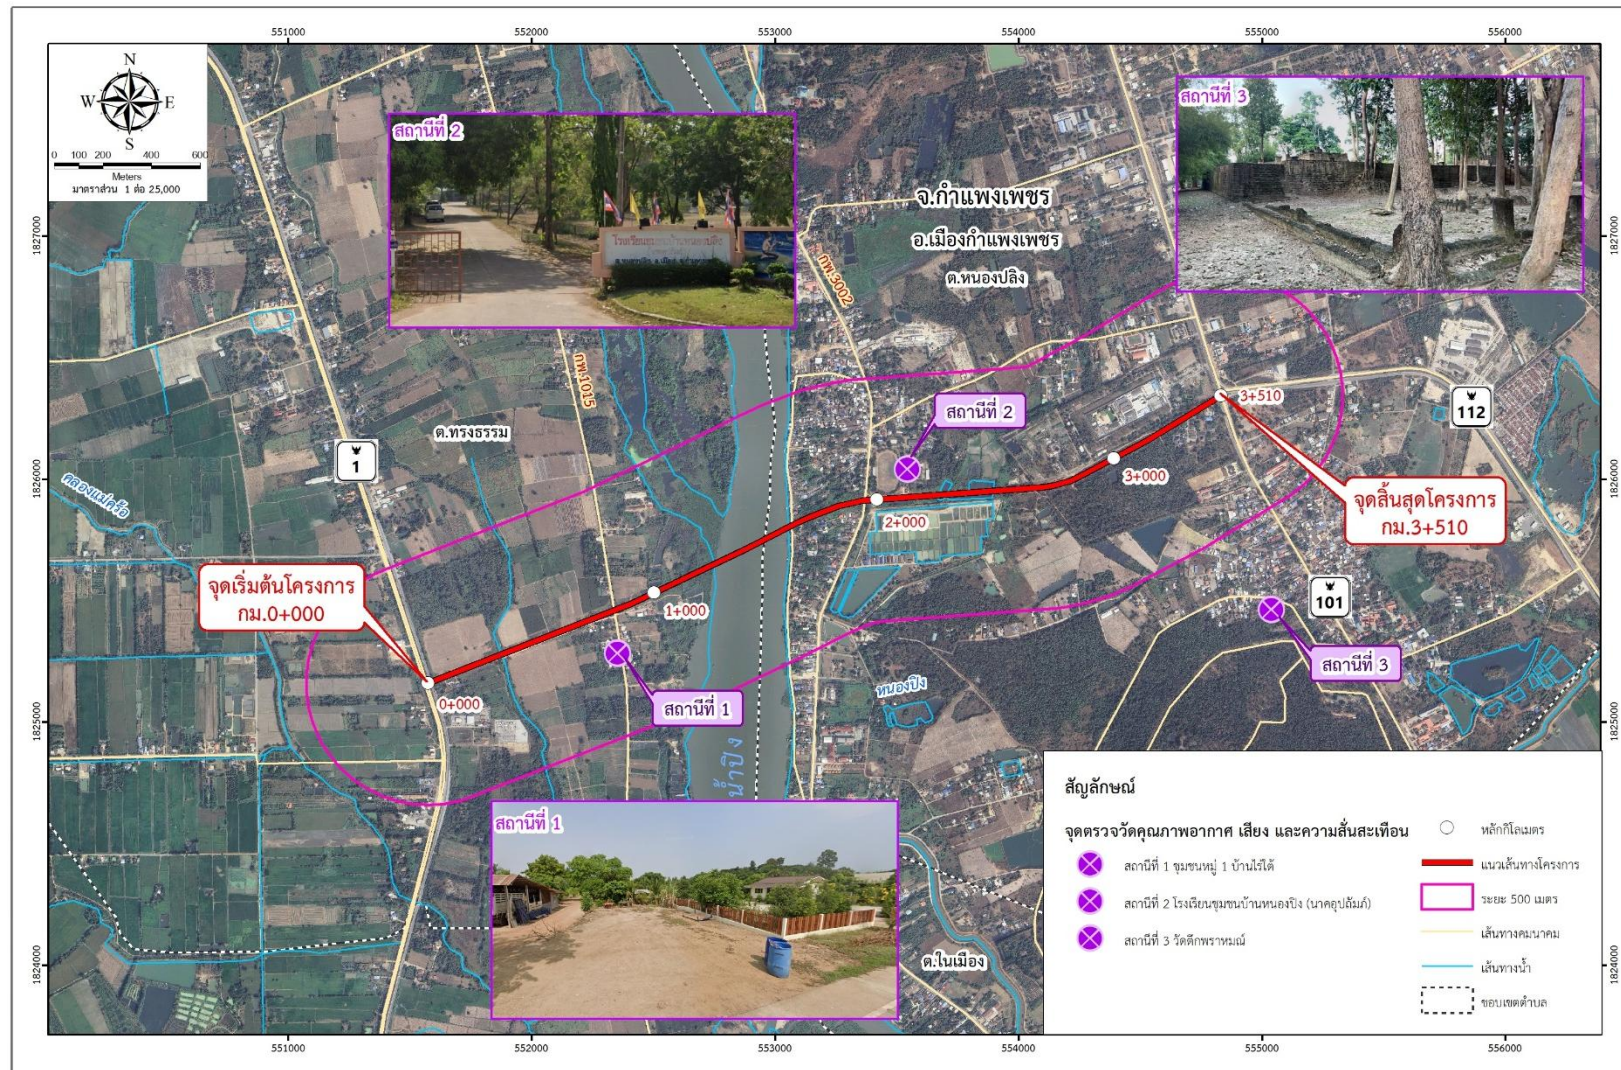 551000
552000
553000
554000
555000
556000
N
W
E
S
0 100 200 400 600
Meters
มาตราส่วน 1 ต่อ 25,000
สถานีที่ 2
สถานีที่ 3
จ.กำแพงเพชร
อ.เมืองกำแพงเพชร
ต.หนองปลิง
1827000
1827000
กพ.3002
กพ.1015
ต.ทรงธรรม
1
112
สถานีที่ 2
3+510
3+000
2+000
1+000
0+000
1826000
1826000
คลองแม่ครือ
จุดสิ้นสุดโครงการ
กม.3+510
จุดเริ่มต้นโครงการ
กม.0+000
101
สถานีที่ 3
สถานีที่ 1
หนองปิง
1825000
1825000
น้ำปิง
สถานีที่ 1
ต.ในเมือง
1824000
1824000
สัญลักษณ์
จุดตรวจวัดคุณภาพอากาศ เสียง และความสั่นสะเทือน
สถานีที่ 1 ชุมชนหมู่ 1 บ้านไร่ใต้
สถานีที่ 2 โรงเรียนชุมชนบ้านหนองปิง (นาคอุปถัมภ์)
สถานีที่ 3 วัดตึกพราหมณ์
หลักกิโลเมตร
แนวเส้นทางโครงการ
ระยะ 500 เมตร
เส้นทางคมนาคม
เส้นทางน้ำ
ขอบเขตตำบล
551000
552000
553000
554000
555000
556000